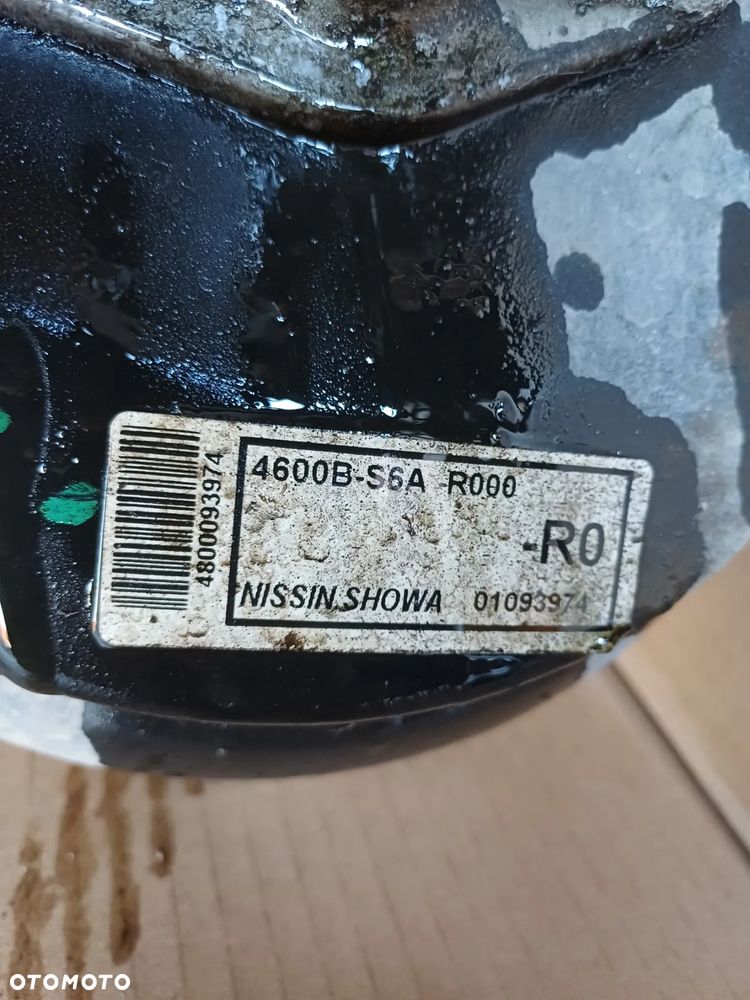 4800093974
4600B-S6A -R000
-R0
NISSIN.SHOWA 01093974
OTOMOTO